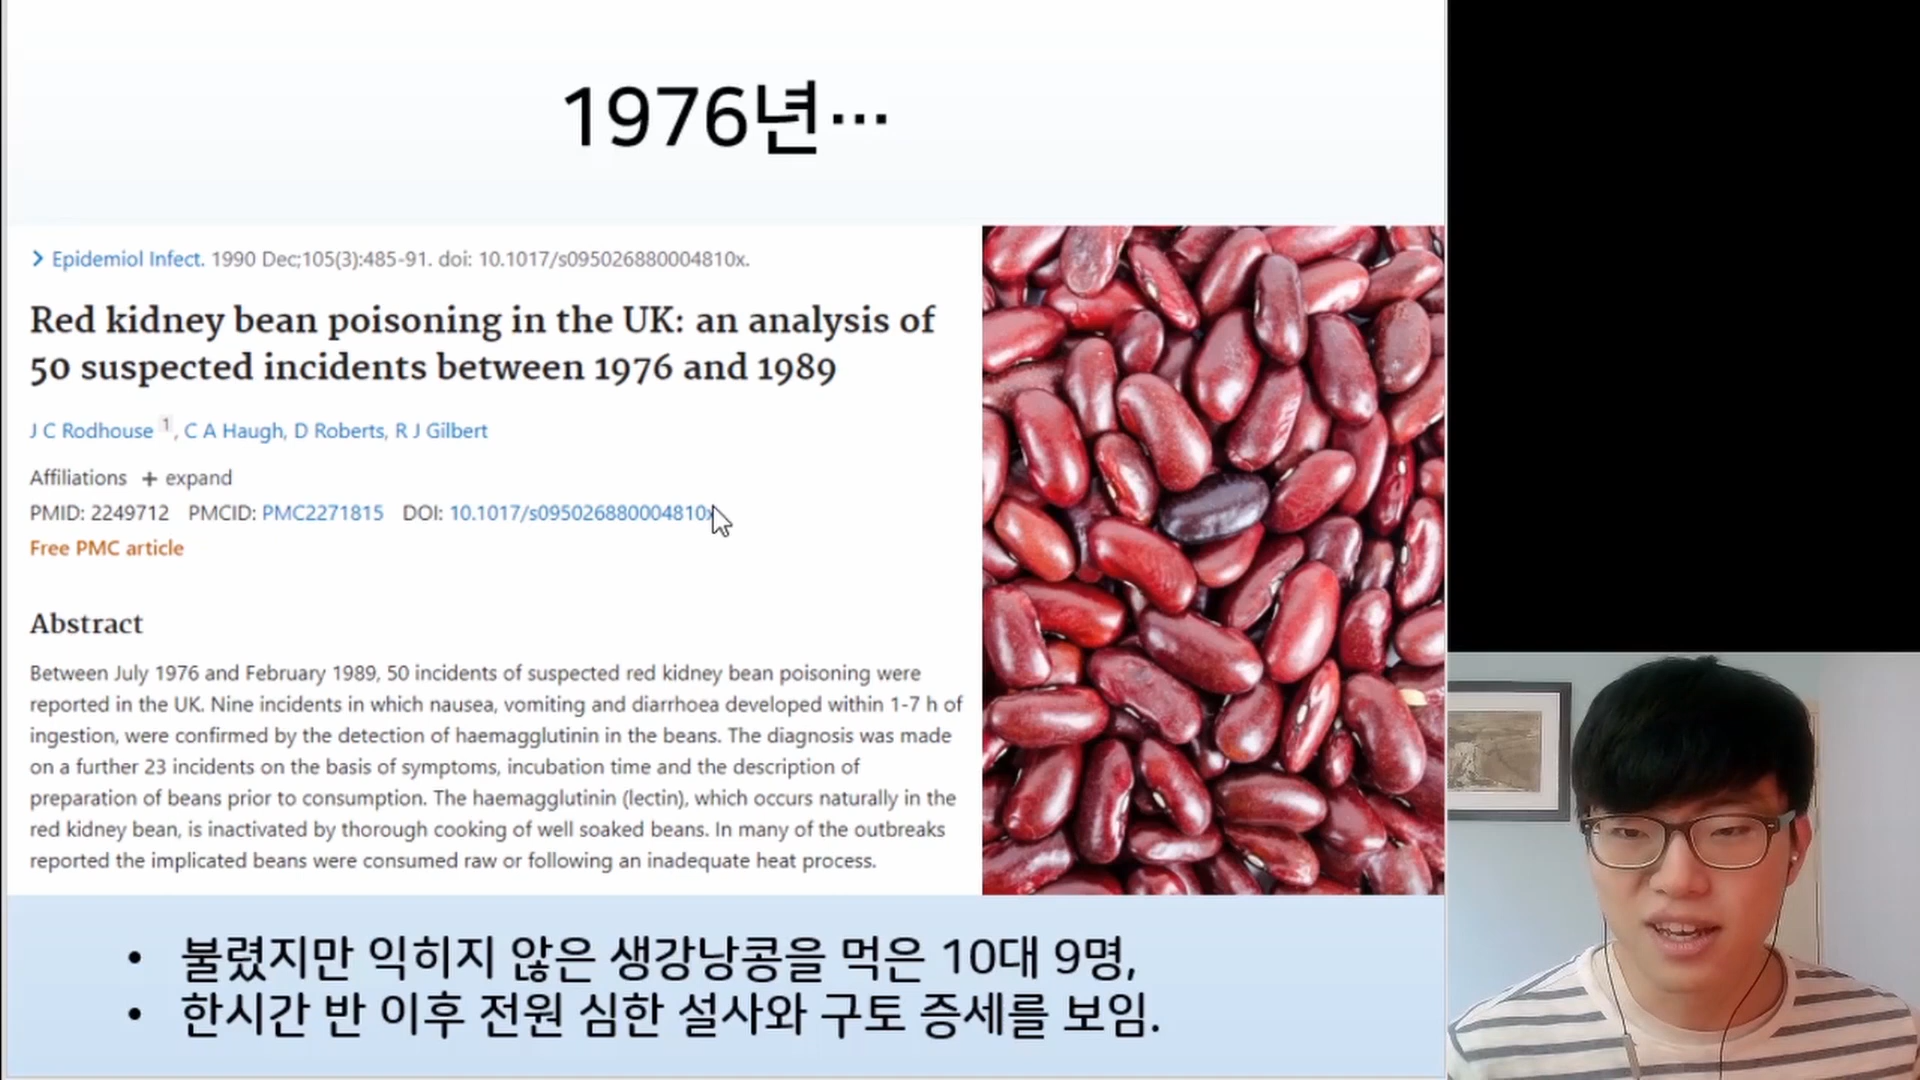 1976년…
Epidemiol Infect. 1990 Dec;105(3):485-91. doi: 10.1017/s095026880004810x.
Red kidney bean poisoning in the UK: an analysis of
50 suspected incidents between 1976 and 1989
J C Rodhouse 1, C A Haugh, D Roberts, R J Gilbert
Affiliations + expand
PMID: 2249712 PMCID: PMC2271815 DOI: 10.1017/s095026880004810x
Free PMC article
Abstract
Between July 1976 and February 1989, 50 incidents of suspected red kidney bean poisoning were
reported in the UK. Nine incidents in which nausea, vomiting and diarrhoea developed within 1-7 h of
ingestion, were confirmed by the detection of haemagglutinin in the beans. The diagnosis was made
on a further 23 incidents on the basis of symptoms, incubation time and the description of
preparation of beans prior to consumption. The haemagglutinin (lectin), which occurs naturally in the
red kidney bean, is inactivated by thorough cooking of well soaked beans. In many of the outbreaks
reported the implicated beans were consumed raw or following an inadequate heat process.
• 불렸지만 익히지 않은 생강낭콩을 먹은 10대 9명,
• 한시간 반 이후 전원 심한 설사와 구토 증세를 보임.